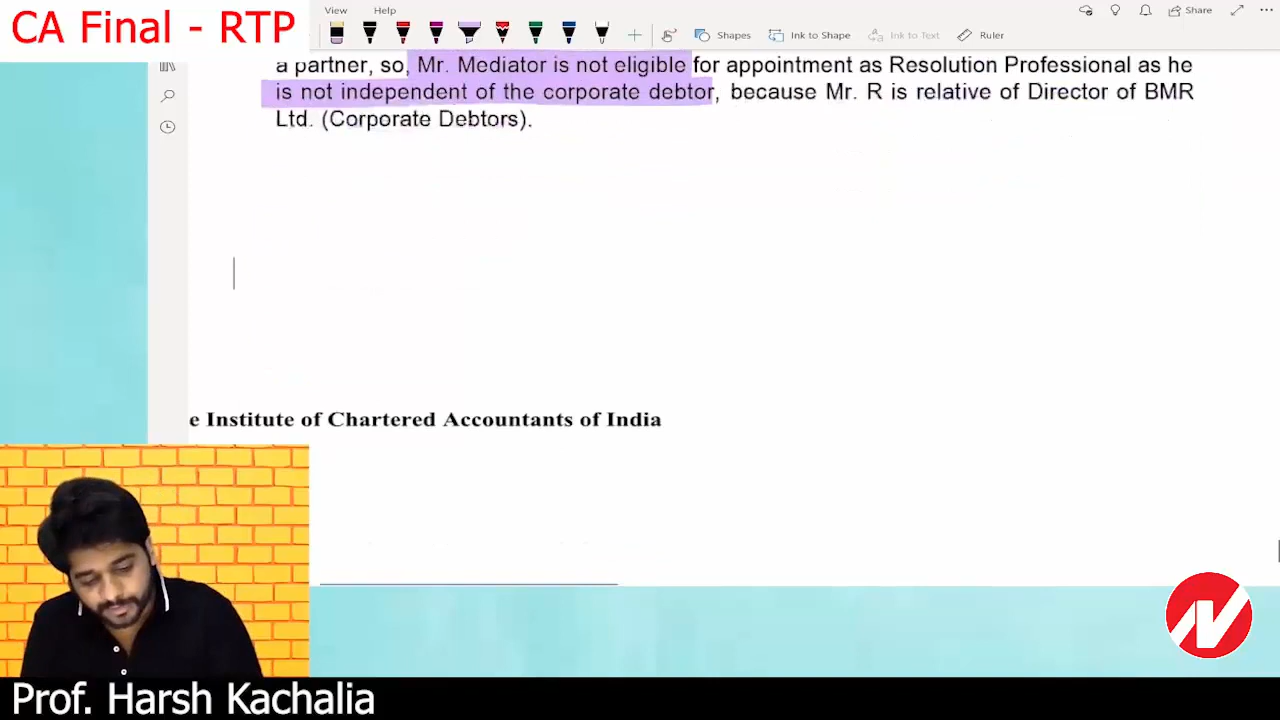 CA Final - RTP
View Help
Share
Shapes Ink to Shape Ink to Text Ruler
a partner, so, Mr. Mediator is not eligible for appointment as Resolution Professional as he
is not independent of the corporate debtor, because Mr. R is relative of Director of BMR
Ltd. (Corporate Debtors).
e Institute of Chartered Accountants of India
Prof. Harsh Kachalia